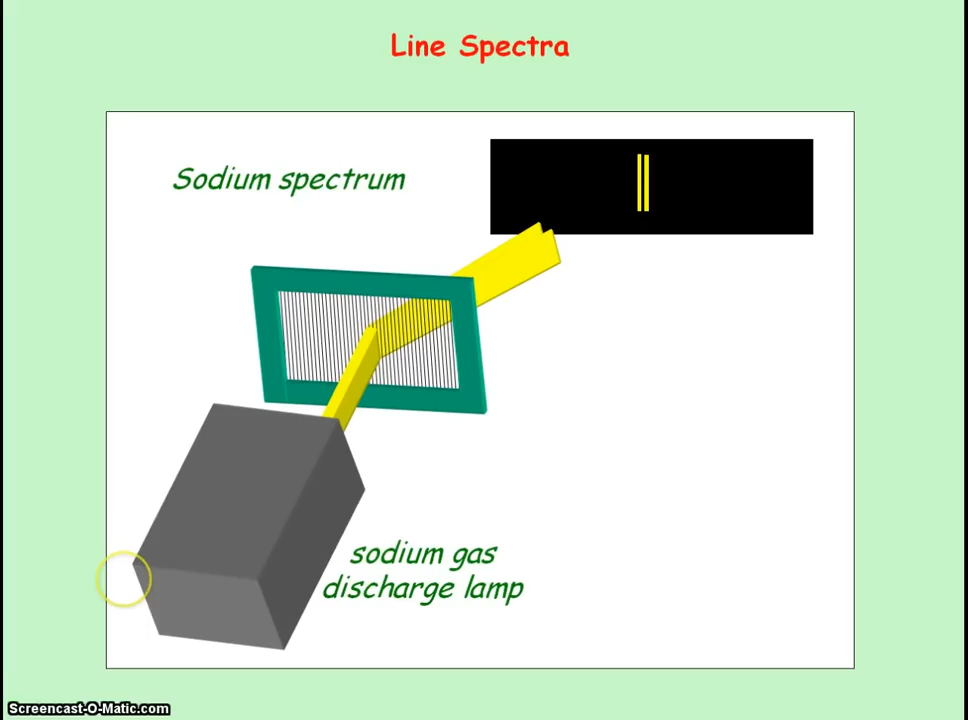 Line Spectra
Sodium spectrum
sodium gas
discharge lamp
Screencast-O-Matic.com